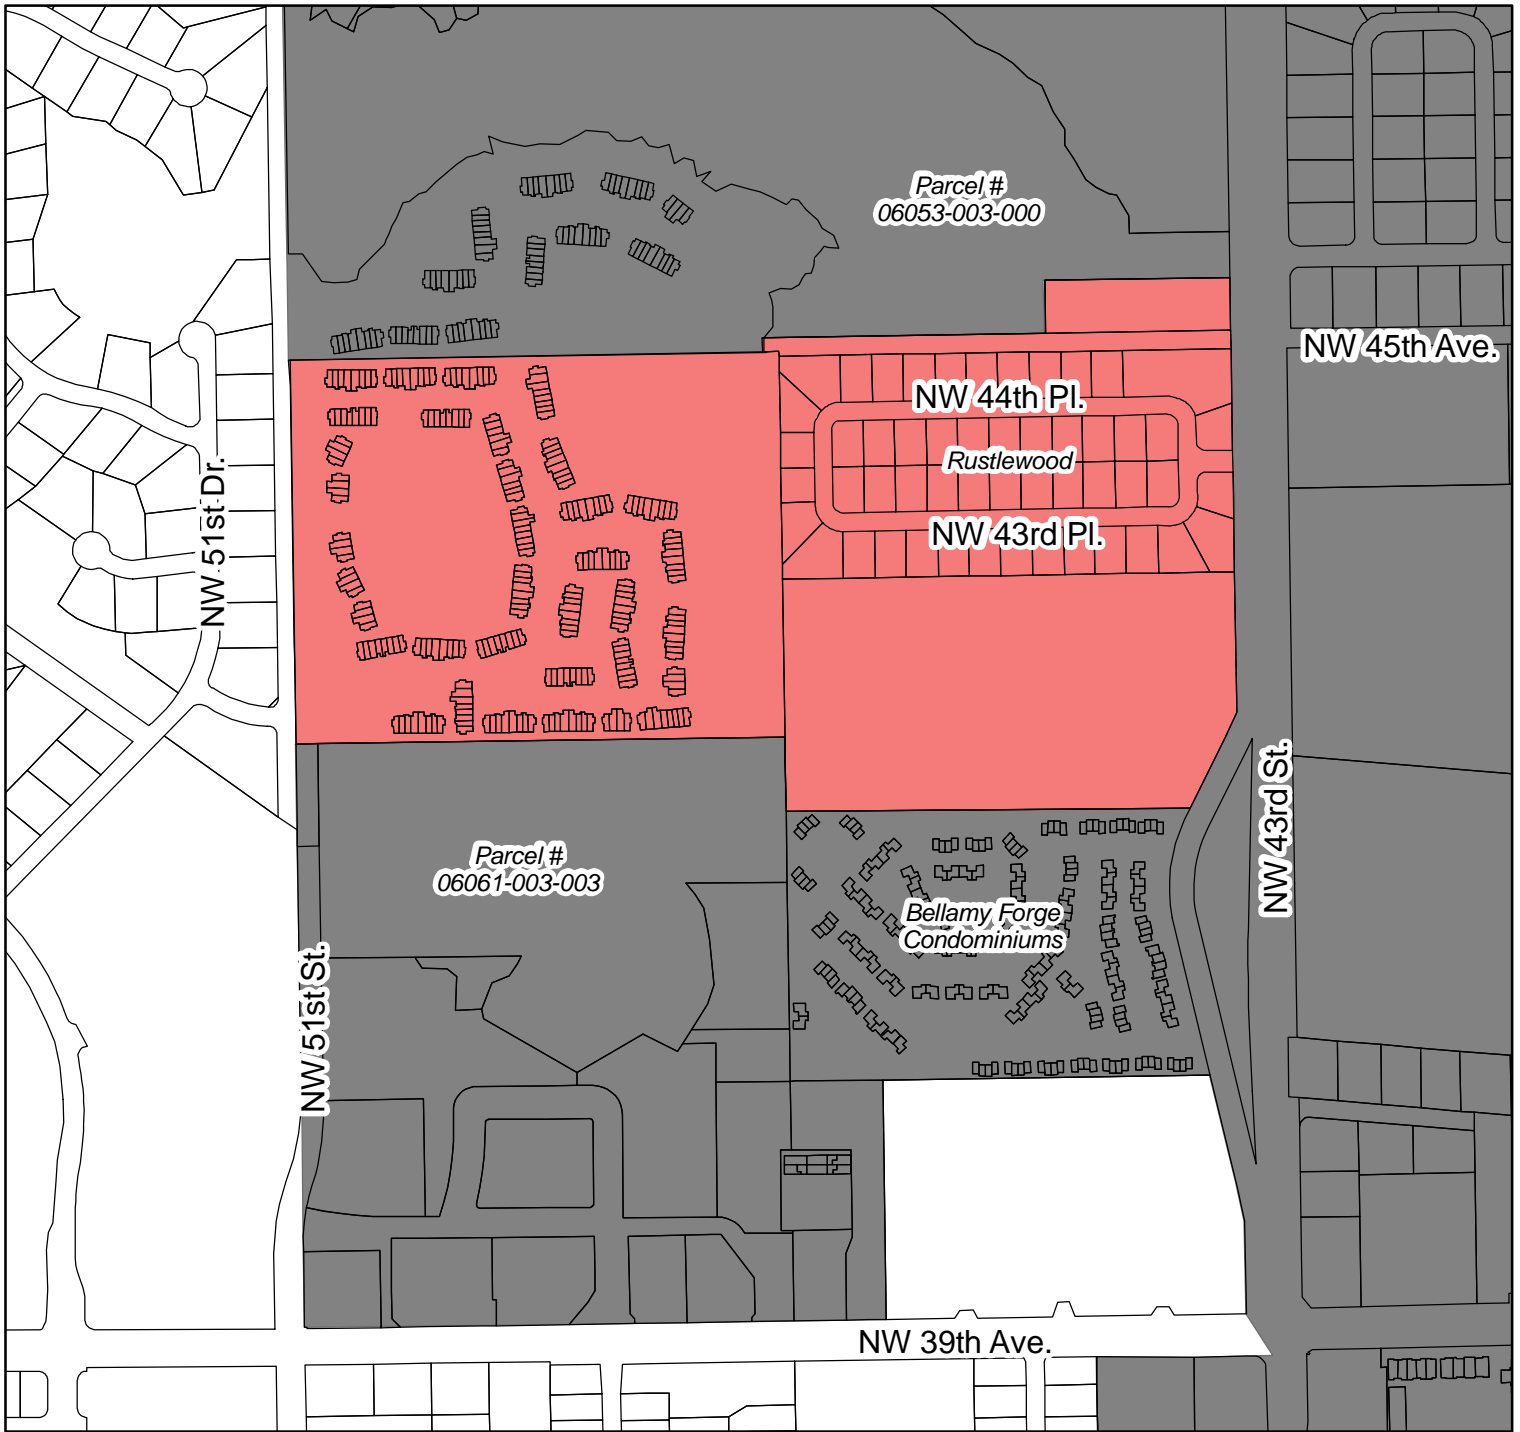 Parcel #
06053-003-000
NW 45th Ave.
NW 44th Pl.
Rustlewood
NW 43rd Pl.
NW 51st Dr.
NW 43rd St.
Parcel #
06061-003-003
Bellamy Forge
Condominiums
NW 51st St.
NW 39th Ave.